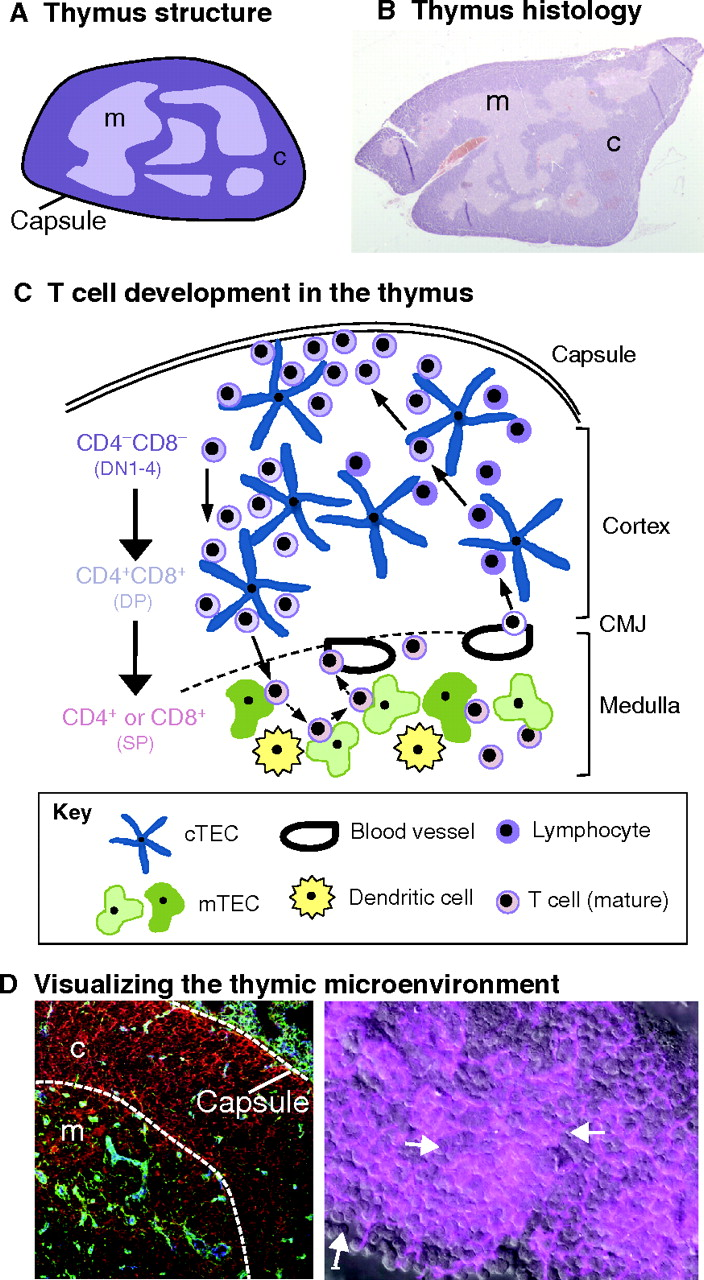 A Thymus structure
B Thymus histology
m
c
Capsule
m
c
C T cell development in the thymus
Capsule
CD4⁻CD8⁻
(DN1-4)
Cortex
CD4⁺CD8⁺
(DP)
CMJ
CD4⁺ or CD8⁺
(SP)
Medulla
Key
cTEC
Blood vessel
Lymphocyte
mTEC
Dendritic cell
T cell (mature)
D Visualizing the thymic microenvironment
c
Capsule
m